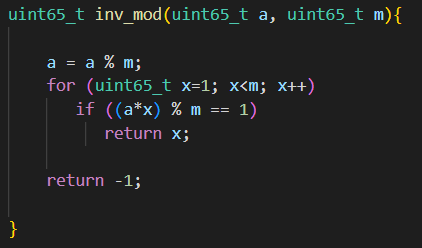 uint65_t inv_mod(uint65_t a, uint65_t m){
a = a % m;
for (uint65_t x=1; x<m; x++)
if ((a*x) % m == 1)
return x;
return -1;
}